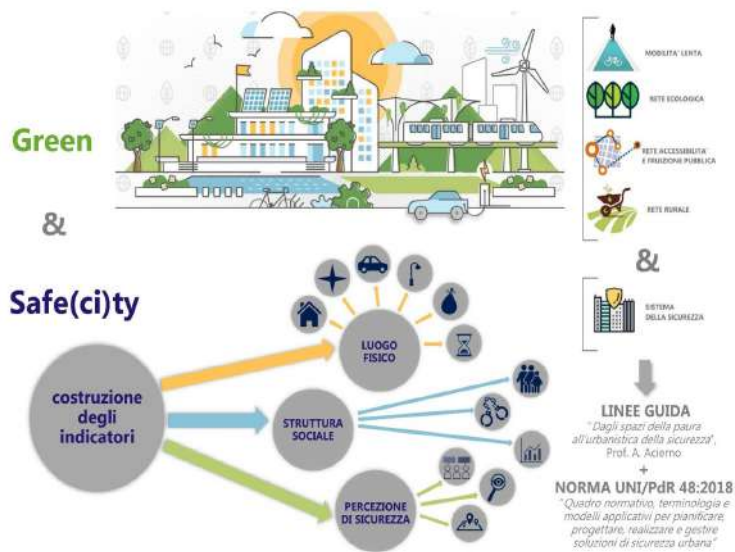 Green
&
Safe(ci)ty
costruzione
degli
indicatori
LUOGO
FISICO
STRUTTURA
SOCIALE
PERCEZIONE
DI SICUREZZA
MOBILITA' LENTA
RETE ECOLOGICA
RETE ACCESSIBILITA'
E FRUIZIONE PUBBLICA
RETE RURALE
&
SISTEMA
DELLA SICUREZZA
LINEE GUIDA
"Dagli spazi della paura
all'urbanistica della sicurezza",
Prof. A. Acierno
+
NORMA UNI/PdR 48:2018
"Quadro normativo, terminologia e
modelli applicativi per pianificare,
progettare, realizzare e gestire
soluzioni di sicurezza urbana"